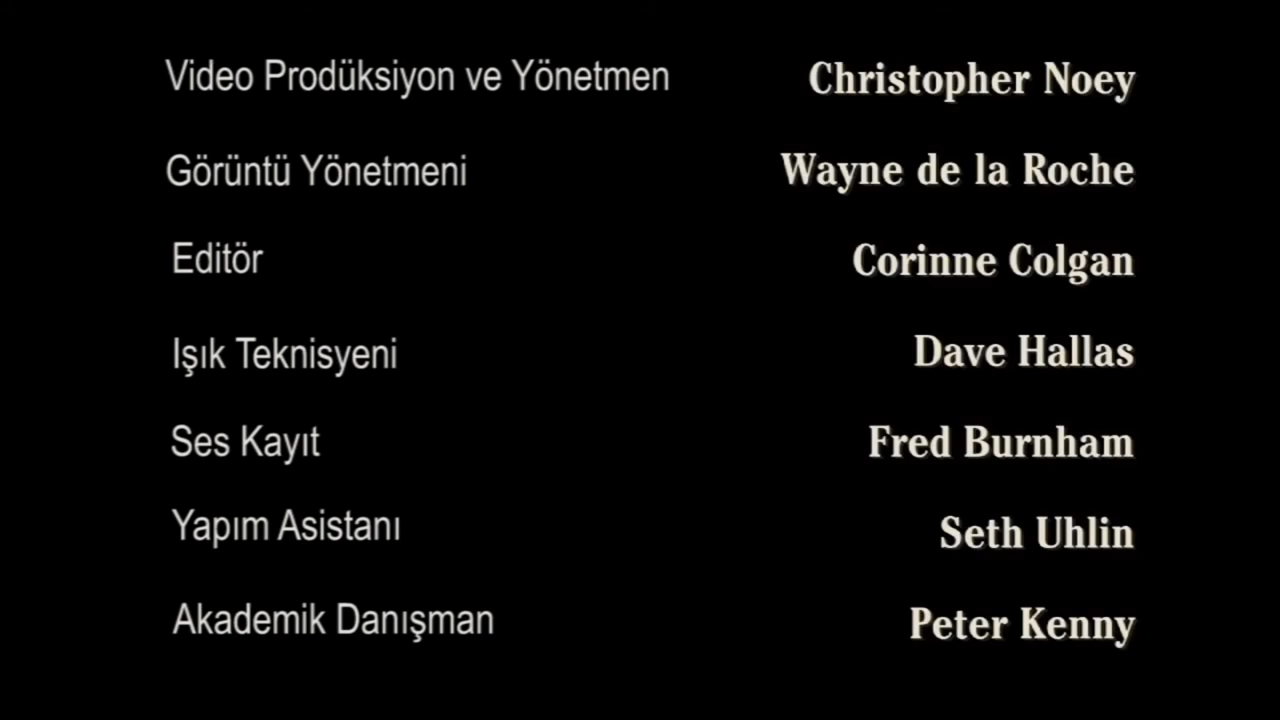 Video Prodüksiyon ve Yönetmen Christopher Noey
Görüntü Yönetmeni Wayne de la Roche
Editör Corinne Colgan
Işık Teknisyeni Dave Hallas
Ses Kayıt Fred Burnham
Yapım Asistanı Seth Uhlin
Akademik Danışman Peter Kenny